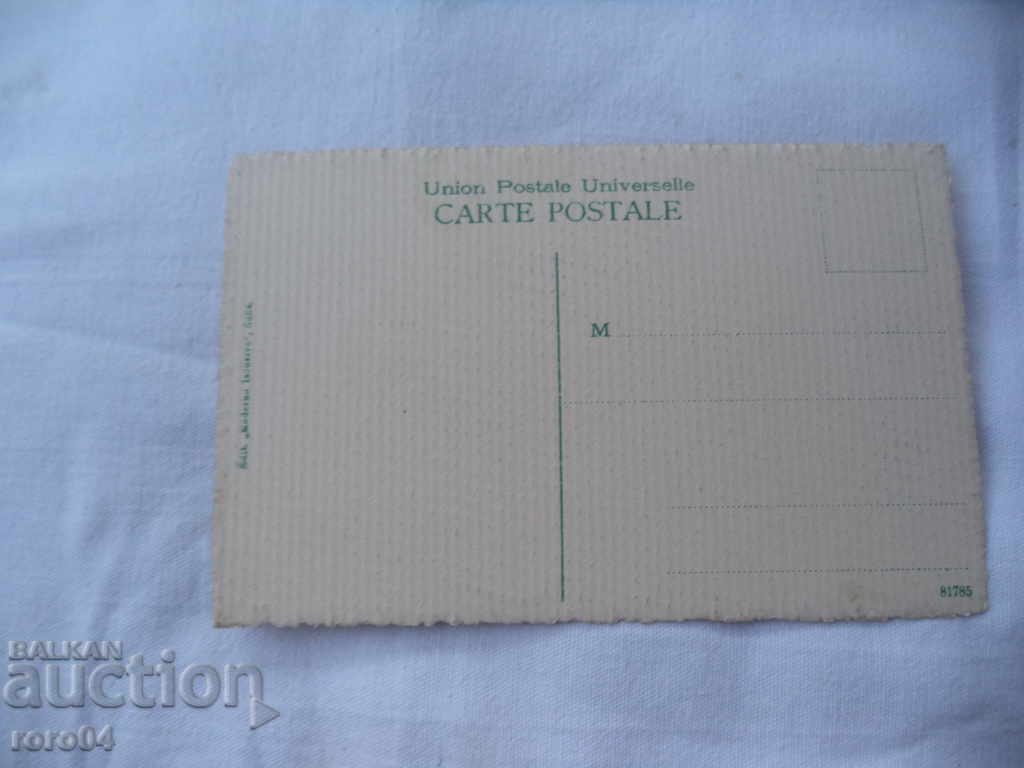 Union Postale Universelle
CARTE POSTALE
M
81785
BALKAN
auction
roro04